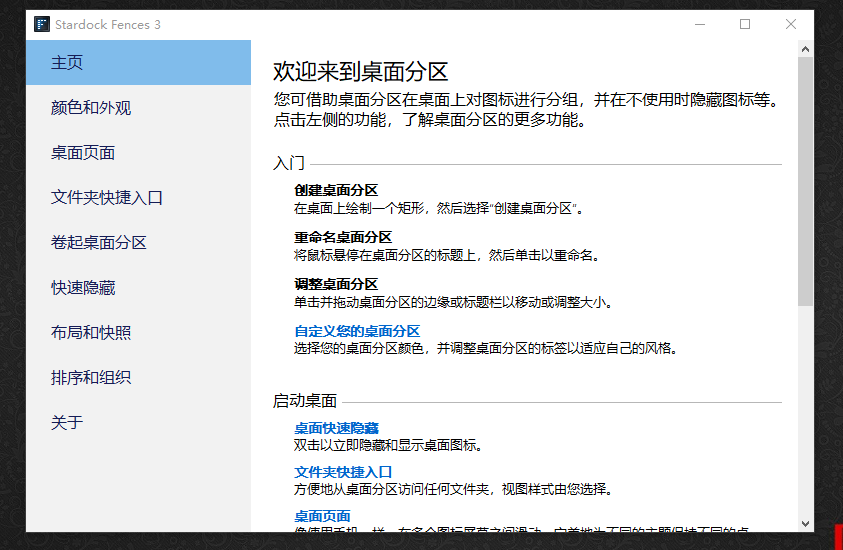 Stardock Fences 3
主页
颜色和外观
桌面页面
文件夹快捷入口
卷起桌面分区
快速隐藏
布局和快照
排序和组织
关于
欢迎来到桌面分区
您可借助桌面分区在桌面上对图标进行分组，并在不使用时隐藏图标等。
点击左侧的功能，了解桌面分区的更多功能。
入门
创建桌面分区
在桌面上绘制一个矩形，然后选择“创建桌面分区”。
重命名桌面分区
将鼠标悬停在桌面分区的标题上，然后单击以重命名。
调整桌面分区
单击并拖动桌面分区的边缘或标题栏以移动或调整大小。
自定义您的桌面分区
选择您的桌面分区颜色，并调整桌面分区的标签以适应自己的风格。
启动桌面
桌面快速隐藏
双击以立即隐藏和显示桌面图标。
文件夹快捷入口
方便地从桌面分区访问任何文件夹，视图样式由您选择。
桌面页面